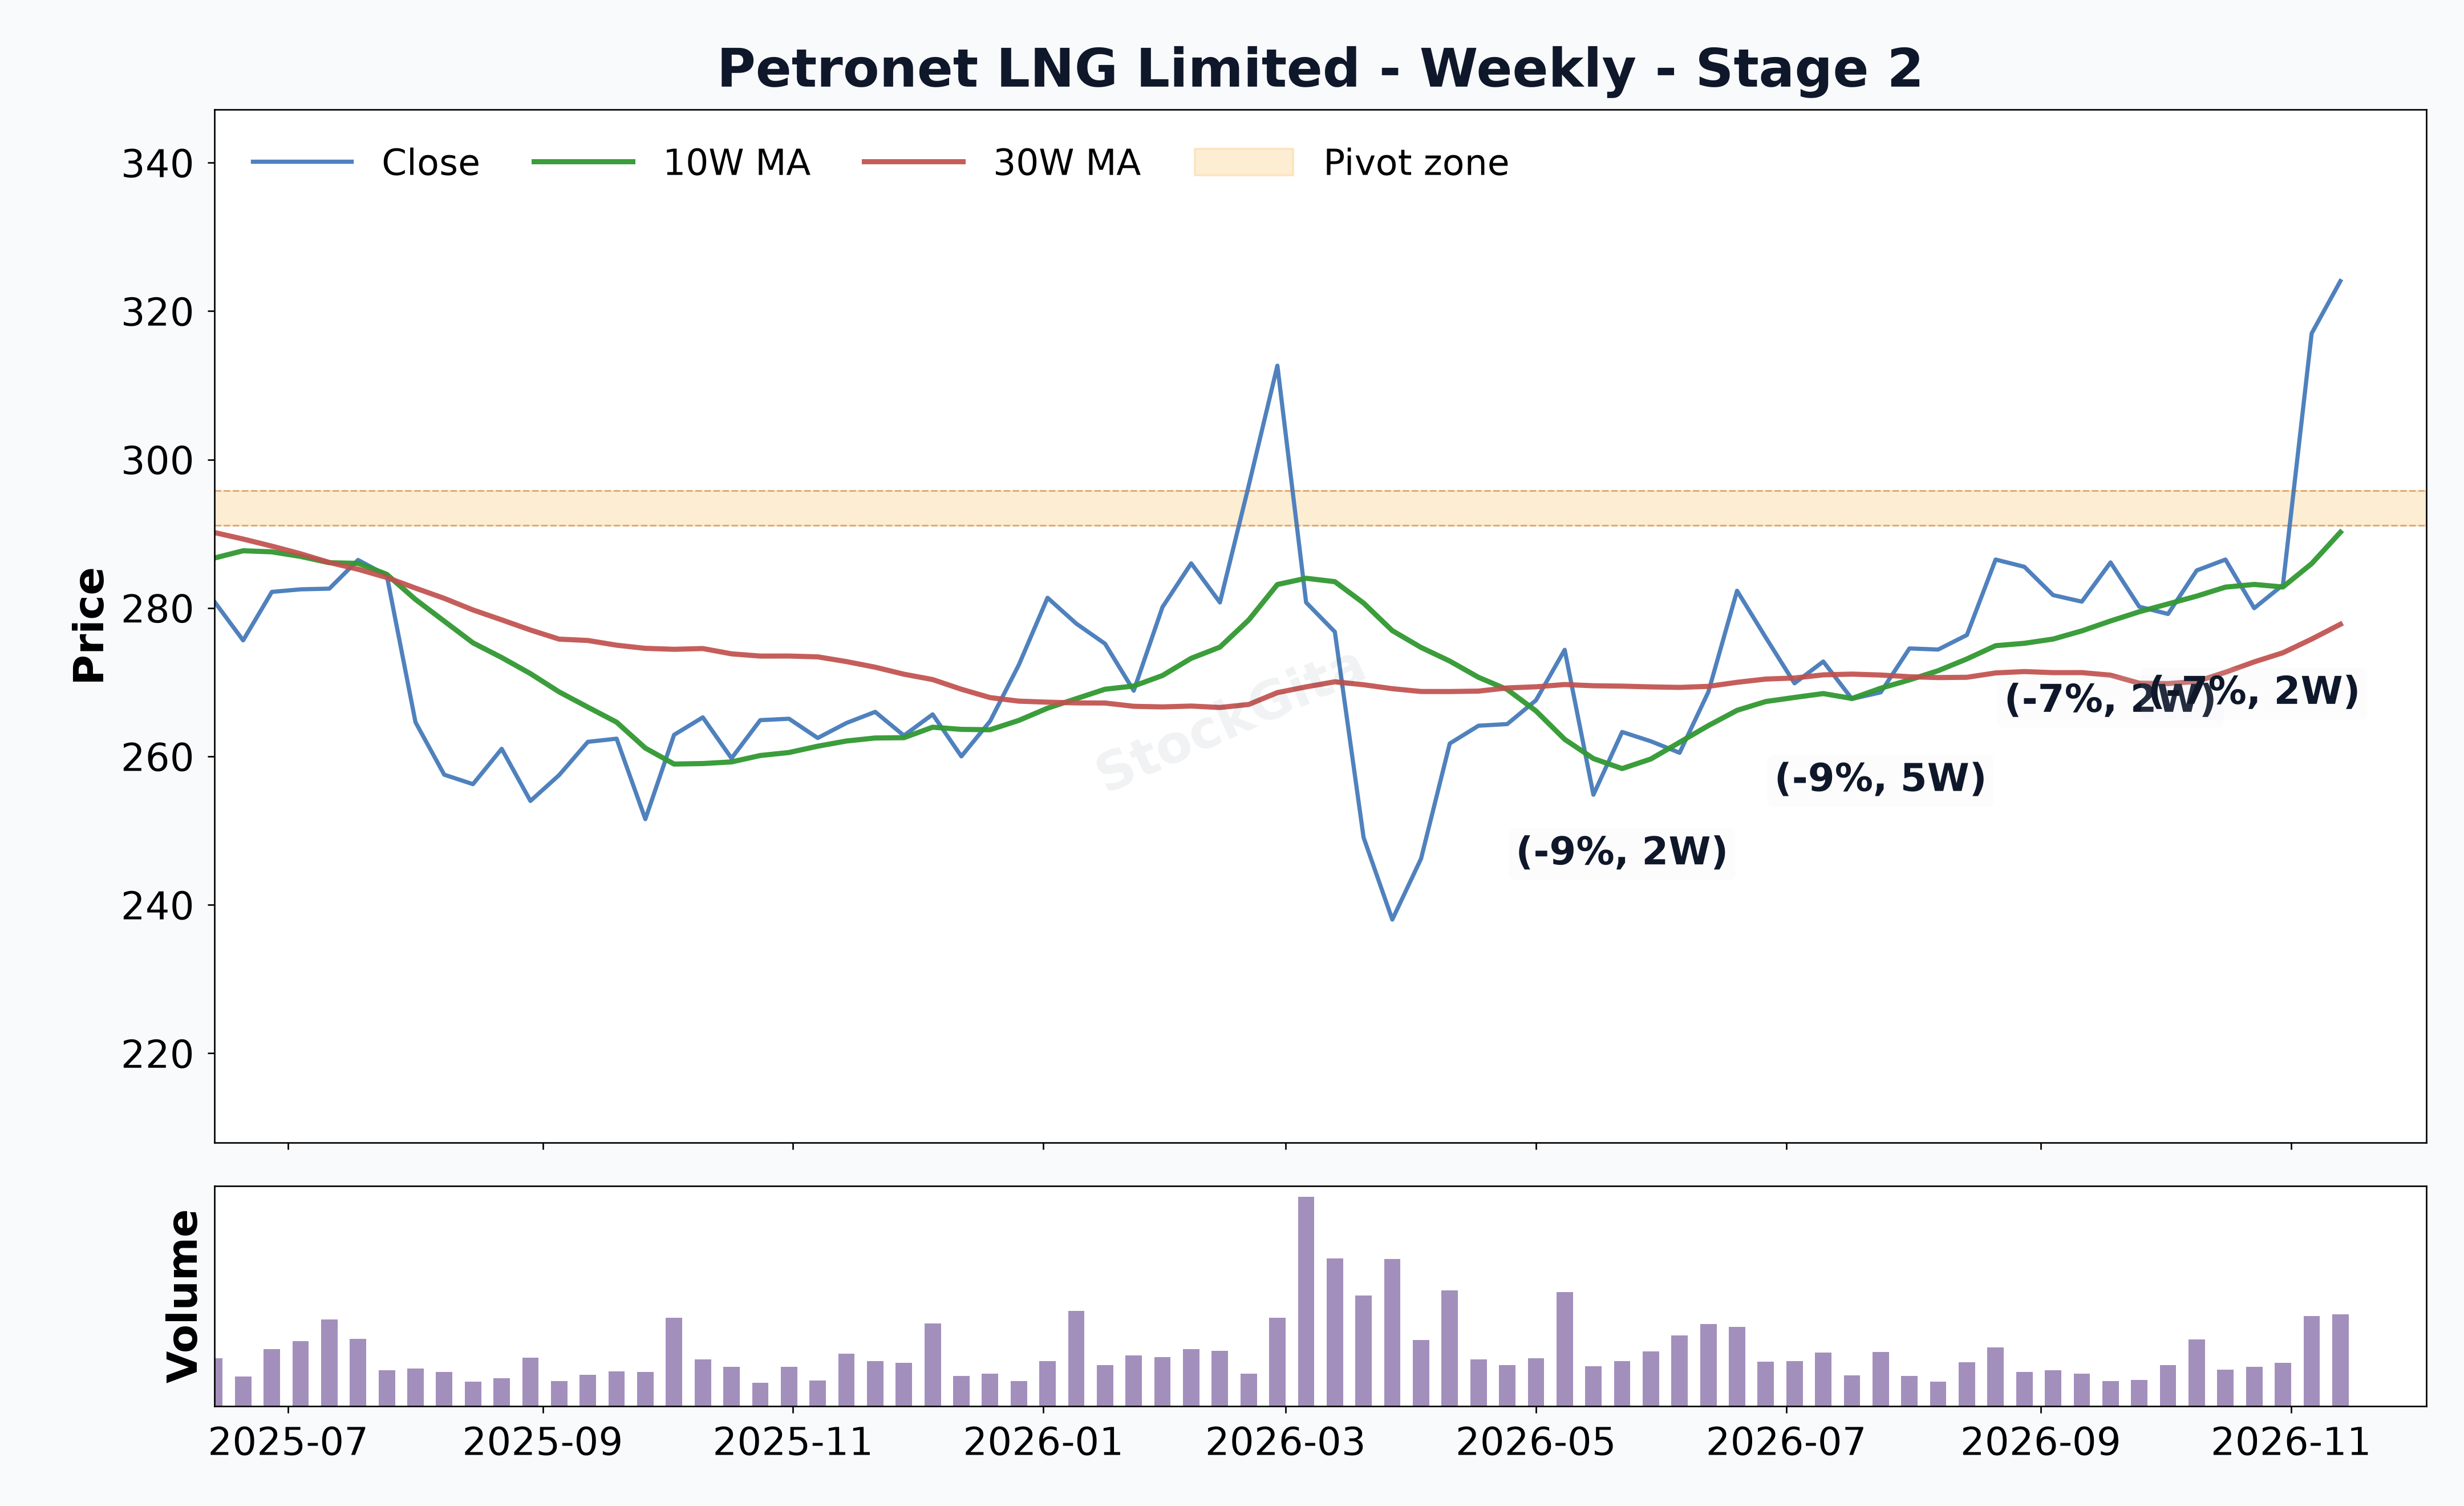 Petronet LNG Limited - Weekly - Stage 2
Close 10W MA 30W MA Pivot zone
Price
340
320
300
280
260
240
220
StockGita
(-9%, 2W)
(-9%, 5W)
(-7%, 2W)
(-7%, 2W)
Volume
2025-07 2025-09 2025-11 2026-01 2026-03 2026-05 2026-07 2026-09 2026-11